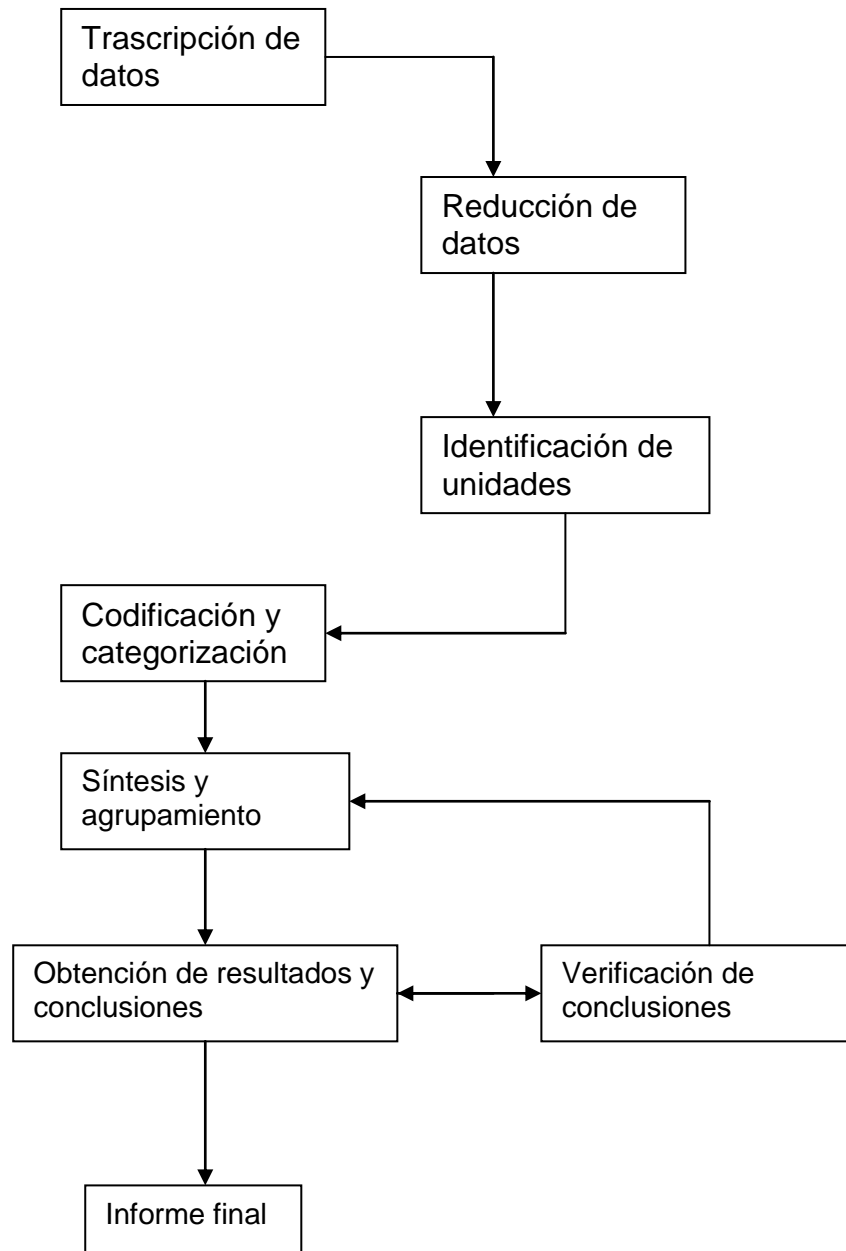 Trascripción de
datos
Reducción de
datos
Identificación de
unidades
Codificación y
categorización
Síntesis y
agrupamiento
Obtención de resultados y
conclusiones
Verificación de
conclusiones
Informe final